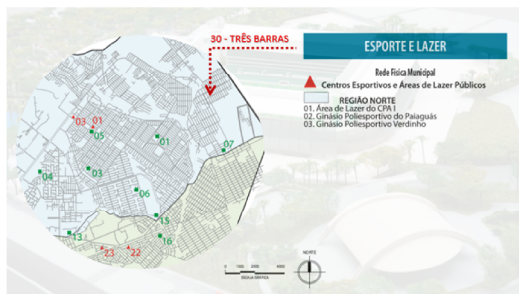 30 - TRÊS BARRAS
ESPORTE E LAZER
Rede Física Municipal
Centros Esportivos e Áreas de Lazer Públicos
REGIÃO NORTE
01. Área de Lazer do CPA I
02. Ginásio Poliesportivo do Paiaguás
03. Ginásio Poliesportivo Verdinho
03
01
05
01
07
04
03
06
15
13
16
23
22
NORTE
ESCALA GRÁFICA